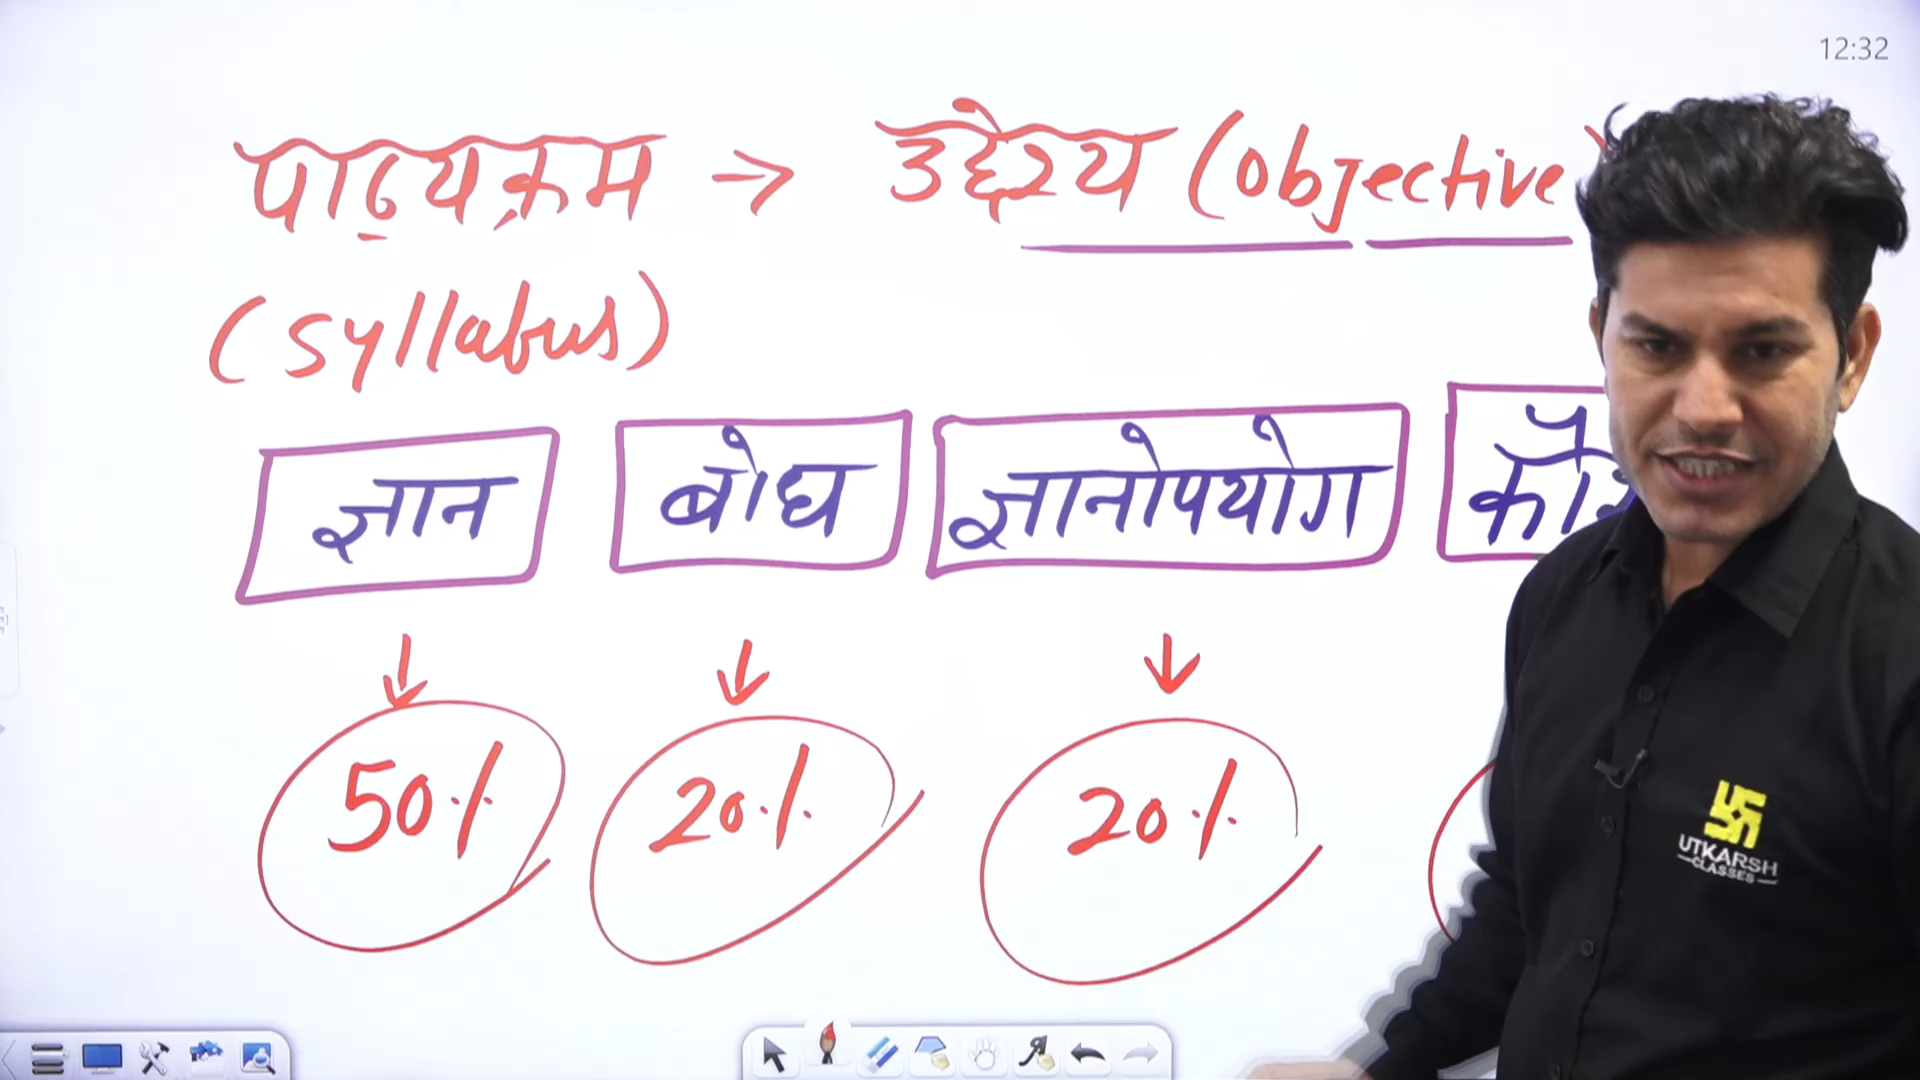 12:32
पाठ्यक्रम → उद्देश्य (objective
(syllabus)
ज्ञान बोध ज्ञानोपयोग
50% 20% 20%
UTKARSH
CLASSES